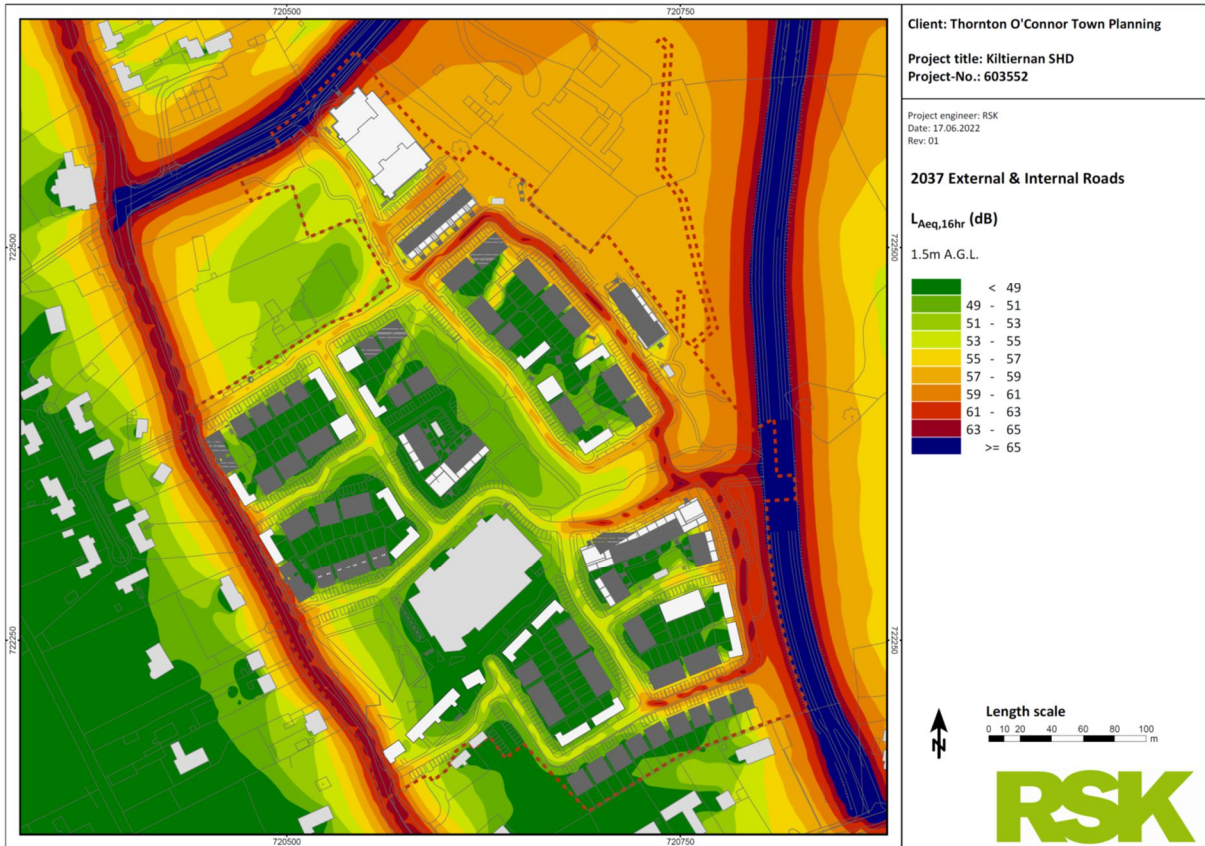 720500
720750
722500
722500
722250
722250
720500
720750
Client: Thornton O'Connor Town Planning
Project title: Kiltiernan SHD
Project-No.: 603552
Project engineer: RSK
Date: 17.06.2022
Rev: 01
2037 External & Internal Roads
LAeq,16hr (dB)
1.5m A.G.L.
< 49
49 - 51
51 - 53
53 - 55
55 - 57
57 - 59
59 - 61
61 - 63
63 - 65
>= 65
N
Length scale
0 10 20 40 60 80 100
m
RSK